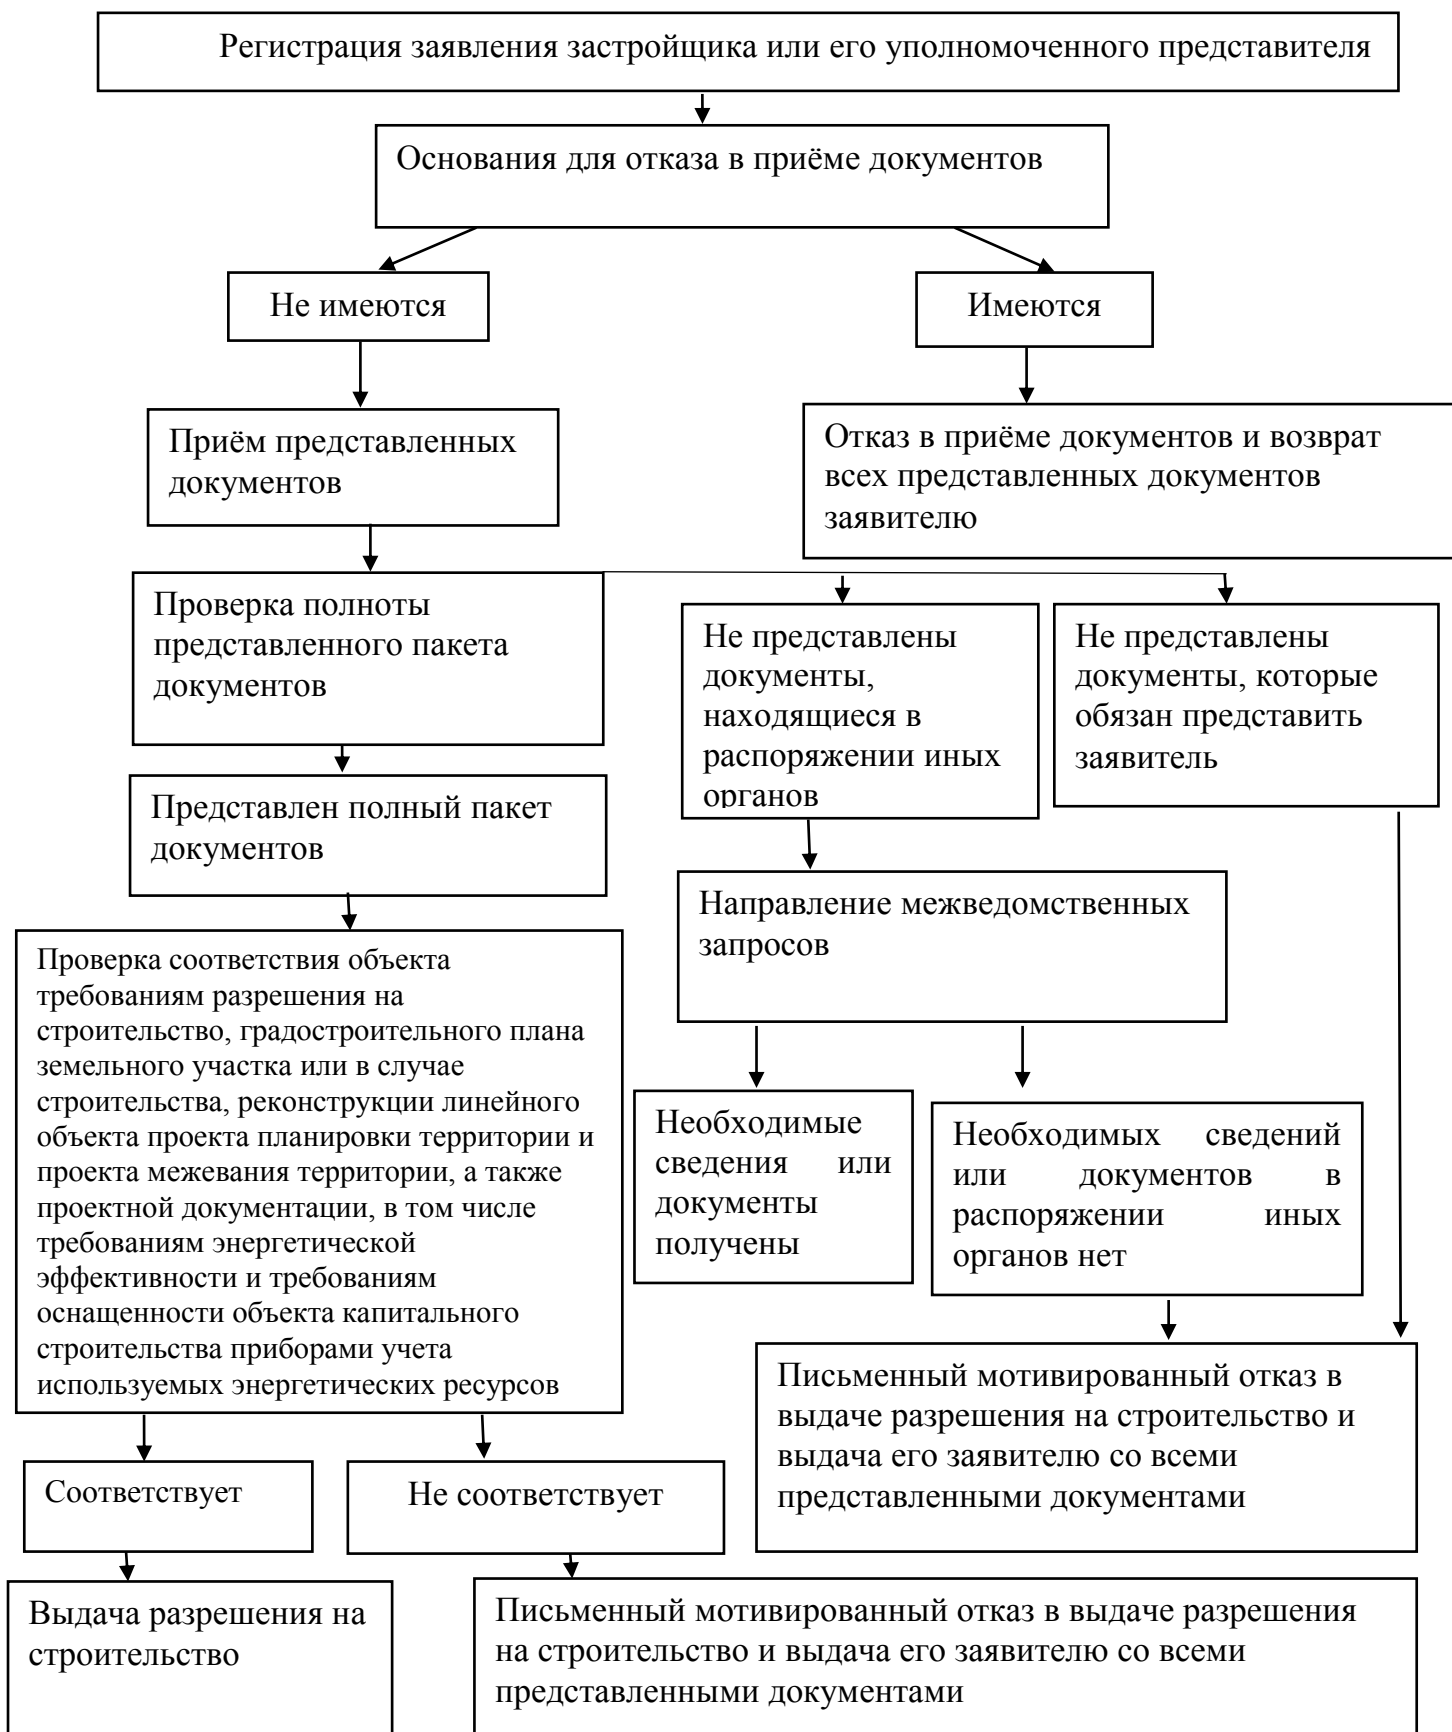 Регистрация заявления застройщика или его уполномоченного представителя
Основания для отказа в приёме документов
Не имеются
Имеются
Приём представленных
документов
Отказ в приёме документов и возврат
всех представленных документов
заявителю
Проверка полноты
представленного пакета
документов
Не представлены
документы,
находящиеся в
распоряжении иных
органов
Не представлены
документы, которые
обязан представить
заявитель
Представлен полный пакет
документов
Направление межведомственных
запросов
Проверка соответствия объекта
требованиям разрешения на
строительство, градостроительного плана
земельного участка или в случае
строительства, реконструкции линейного
объекта проекта планировки территории и
проекта межевания территории, а также
проектной документации, в том числе
требованиям энергетической
эффективности и требованиям
оснащенности объекта капитального
строительства приборами учета
используемых энергетических ресурсов
Необходимые
сведения или
документы
получены
Необходимых сведений
или документов в
распоряжении иных
органов нет
Письменный мотивированный отказ в
выдаче разрешения на строительство и
выдача его заявителю со всеми
представленными документами
Соответствует
Не соответствует
Выдача разрешения на
строительство
Письменный мотивированный отказ в выдаче разрешения
на строительство и выдача его заявителю со всеми
представленными документами